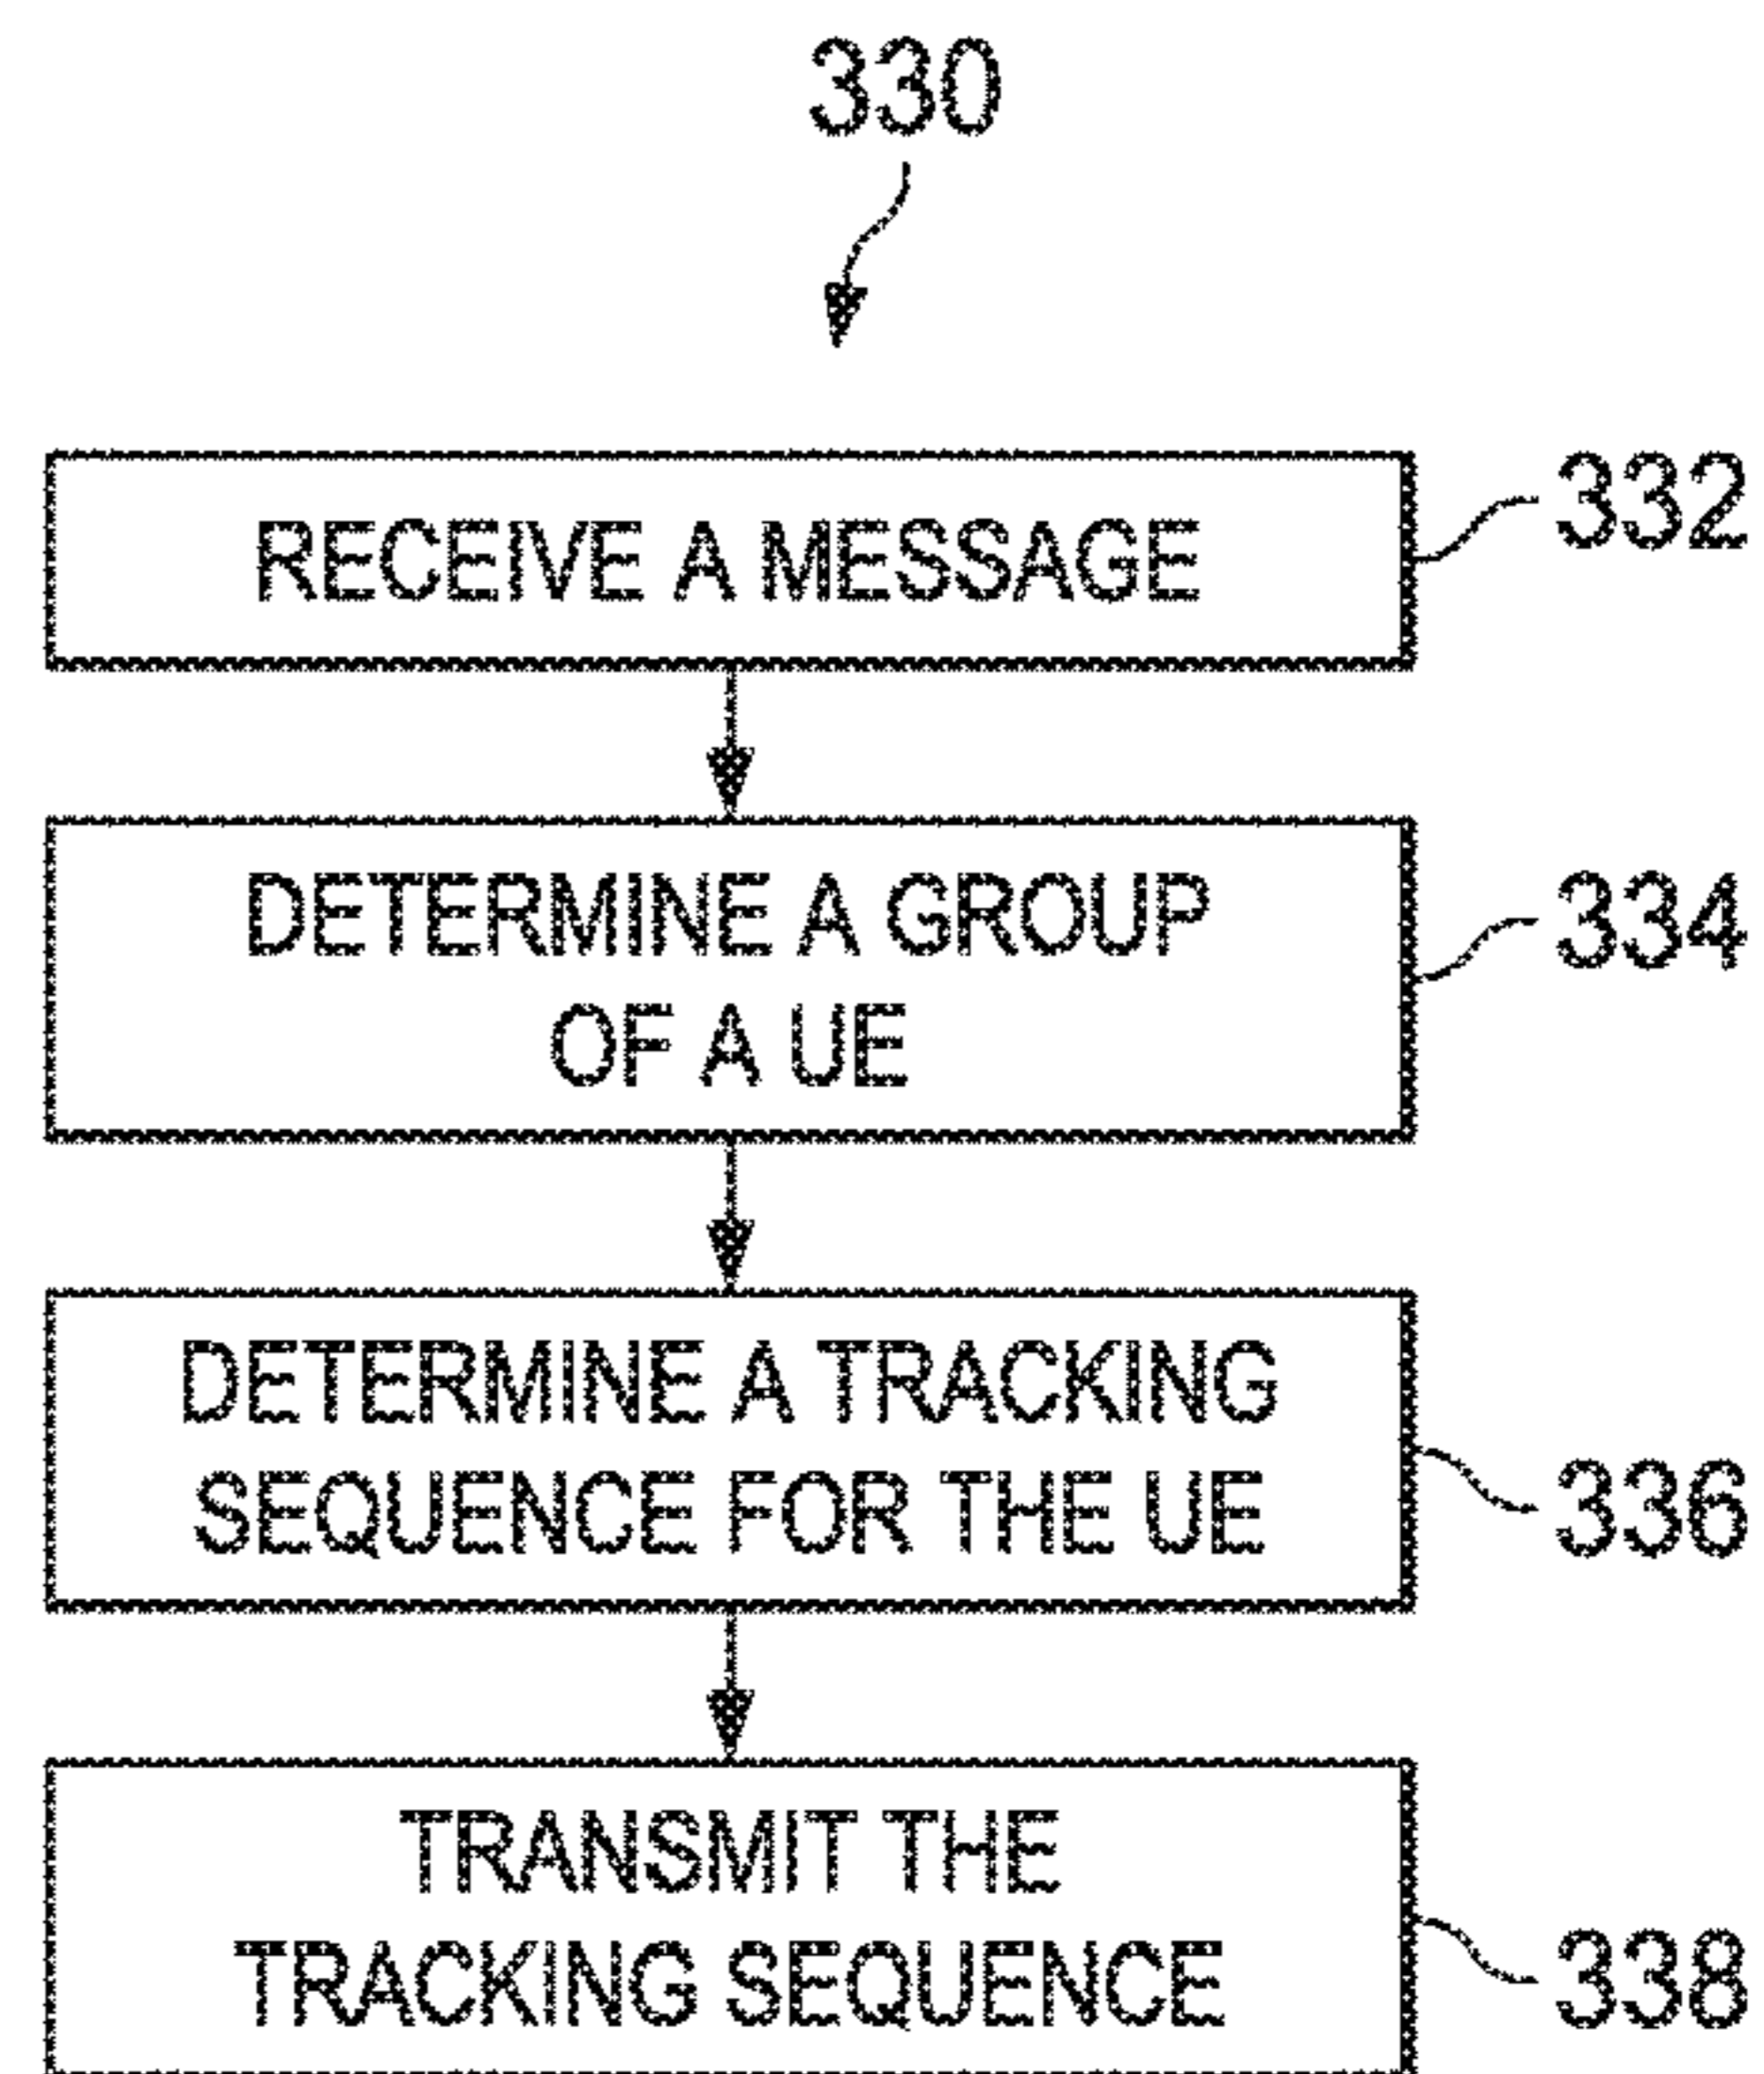 330
RECEIVE A MESSAGE
332
DETERMINE A GROUP
OF A UE
334
DETERMINE A TRACKING
SEQUENCE FOR THE UE
336
TRANSMIT THE
TRACKING SEQUENCE
338